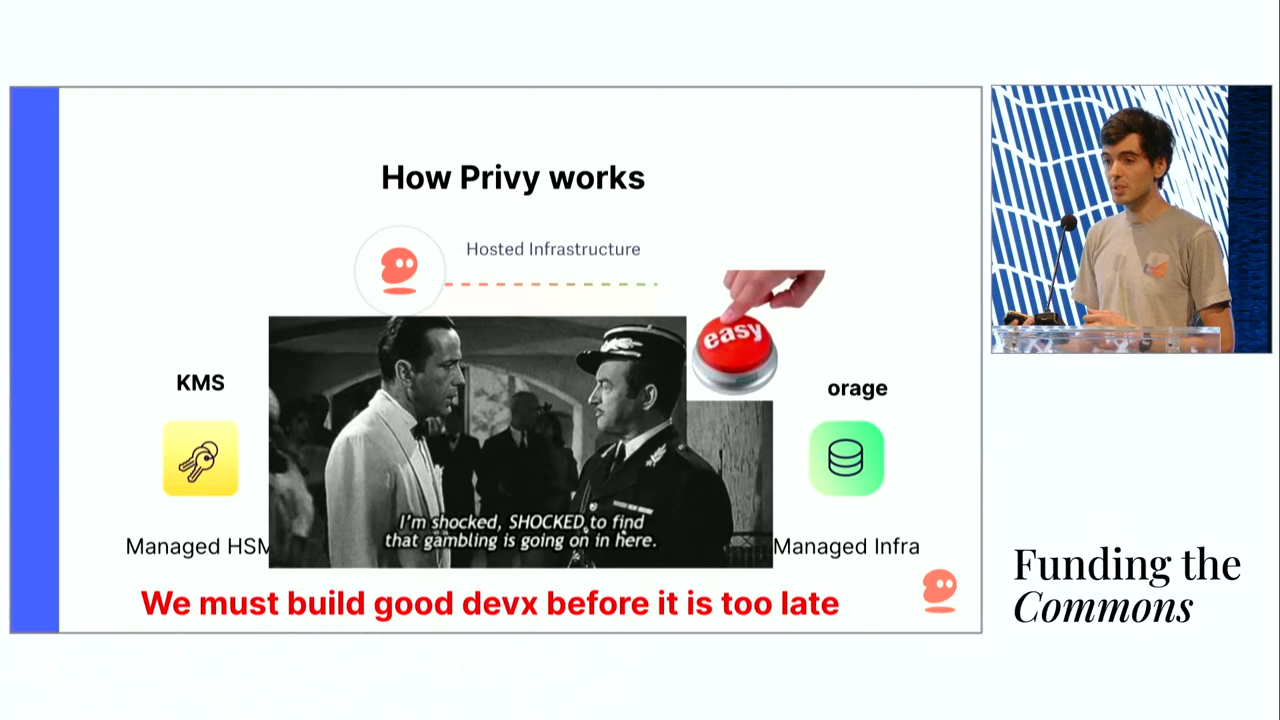 How Privy works
Hosted Infrastructure
easy
KMS
orage
I'm shocked, SHOCKED to find
that gambling is going on in here.
Managed HSM
Managed Infra
We must build good devx before it is too late
Funding the
Commons